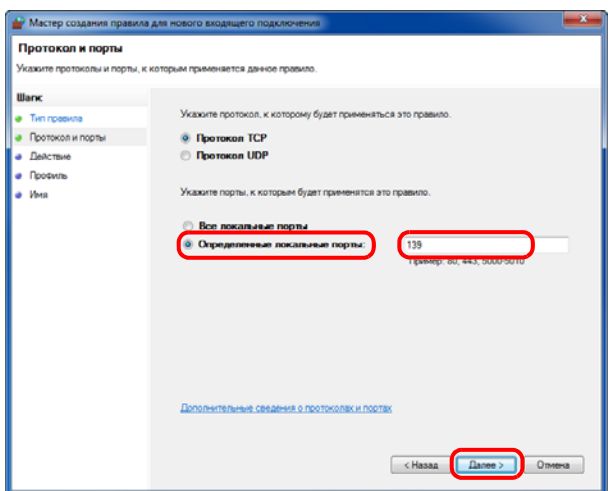 Мастер создания правила для нового входящего подключения
Протокол и порты
Укажите протоколы и порты, к которым применяется данное правило.
Шаги:
Тип правила
Протокол и порты
Действие
Профиль
Имя
Укажите протокол, к которому будет применяться это правило.
Протокол TCP
Протокол UDP
Укажите порты, к которым будет применятся это правило.
Все локальные порты
Определенные локальные порты:
139
Пример: 80, 443, 5000-5010
Дополнительные сведения о протоколах и портах
< Назад
Далее >
Отмена